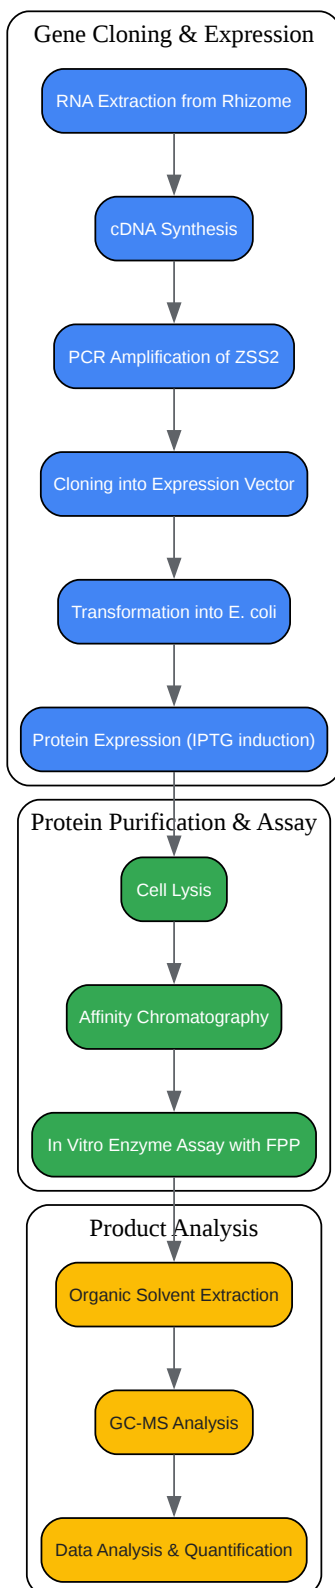 Gene Cloning & Expression
RNA Extraction from Rhizome
cDNA Synthesis
PCR Amplification of ZSS2
Cloning into Expression Vector
Transformation into E. coli
Protein Expression (IPTG induction)
Protein Purification & Assay
Cell Lysis
Affinity Chromatography
In Vitro Enzyme Assay with FPP
Product Analysis
Organic Solvent Extraction
GC-MS Analysis
Data Analysis & Quantification